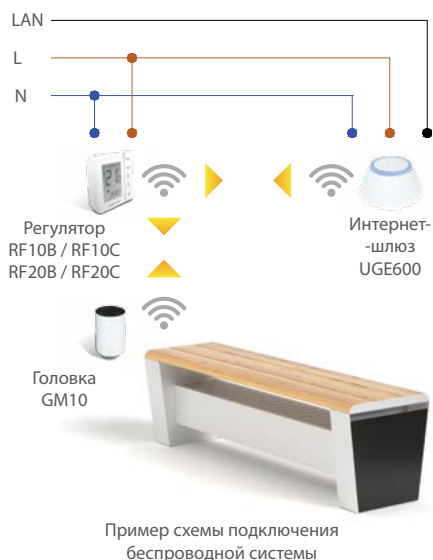 LAN
L
N
Регулятор
RF10B / RF10C
RF20B / RF20C
Интернет-
-шлюз
UGE600
Головка
GM10
Пример схемы подключения
беспроводной системы